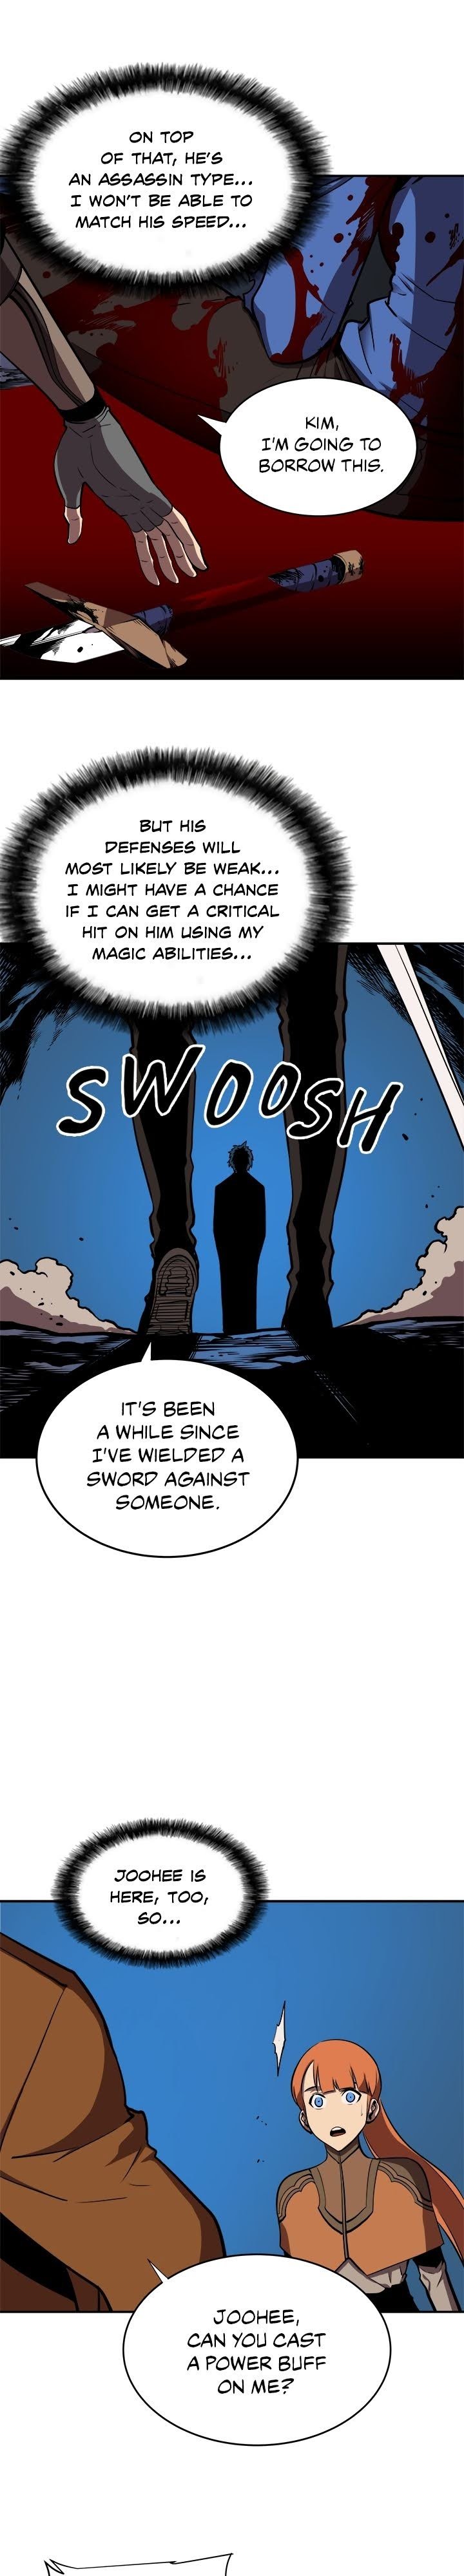 ON TOP
OF THAT, HE'S
AN ASSASSIN TYPE...
I WON'T BE ABLE TO
MATCH HIS SPEED...
KIM,
I'M GOING TO
BORROW THIS.
BUT HIS
DEFENSES WILL
MOST LIKELY BE WEAK...
I MIGHT HAVE A CHANCE
IF I CAN GET A CRITICAL
HIT ON HIM USING MY
MAGIC ABILITIES...
SWOOSH
IT'S BEEN
A WHILE SINCE
I'VE WIELDED A
SWORD AGAINST
SOMEONE.
JOOHEE IS
HERE, TOO,
SO...
JOOHEE,
CAN YOU CAST
A POWER BUFF
ON ME?